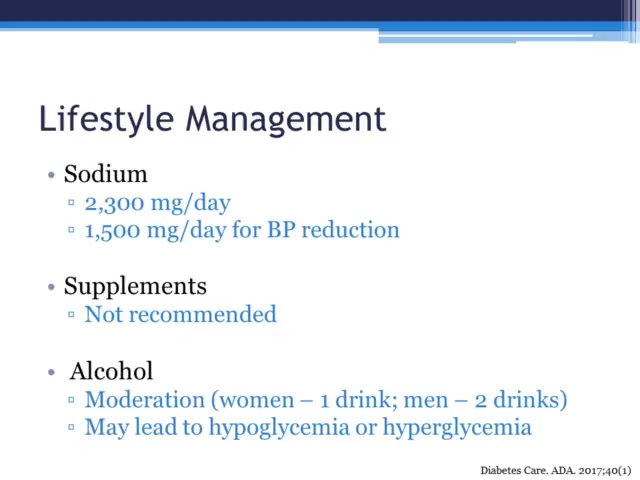 Lifestyle Management
• Sodium
▫ 2,300 mg/day
▫ 1,500 mg/day for BP reduction
• Supplements
▫ Not recommended
• Alcohol
▫ Moderation (women – 1 drink; men – 2 drinks)
▫ May lead to hypoglycemia or hyperglycemia
Diabetes Care. ADA. 2017;40(1)